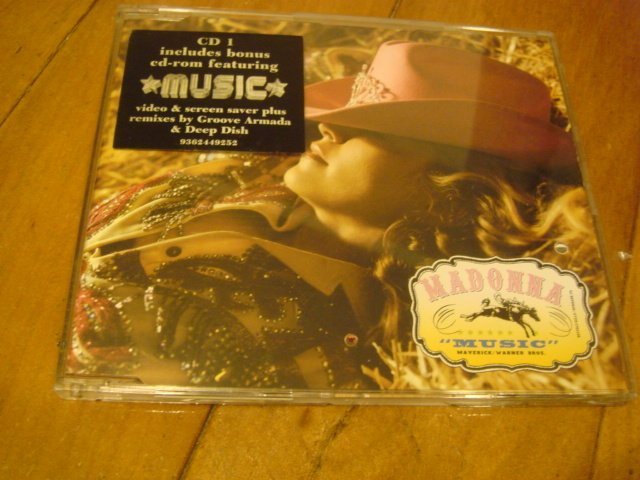 CD 1
includes bonus
cd-rom featuring
MUSIC
video & screen saver plus
remixes by Groove Armada
& Deep Dish
9362449252
MADONNA
"MUSIC"
MAVERICK/WARNER BROS.